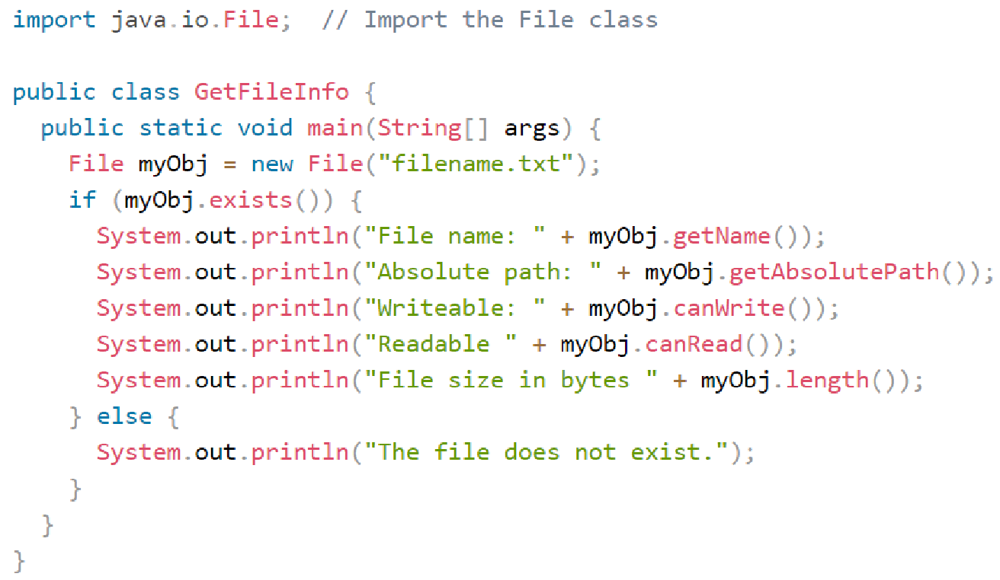 import java.io.File;  // Import the File class

public class GetFileInfo {
  public static void main(String[] args) {
    File myObj = new File("filename.txt");
    if (myObj.exists()) {
      System.out.println("File name: " + myObj.getName());
      System.out.println("Absolute path: " + myObj.getAbsolutePath());
      System.out.println("Writeable: " + myObj.canWrite());
      System.out.println("Readable " + myObj.canRead());
      System.out.println("File size in bytes " + myObj.length());
    } else {
      System.out.println("The file does not exist.");
    }
  }
}